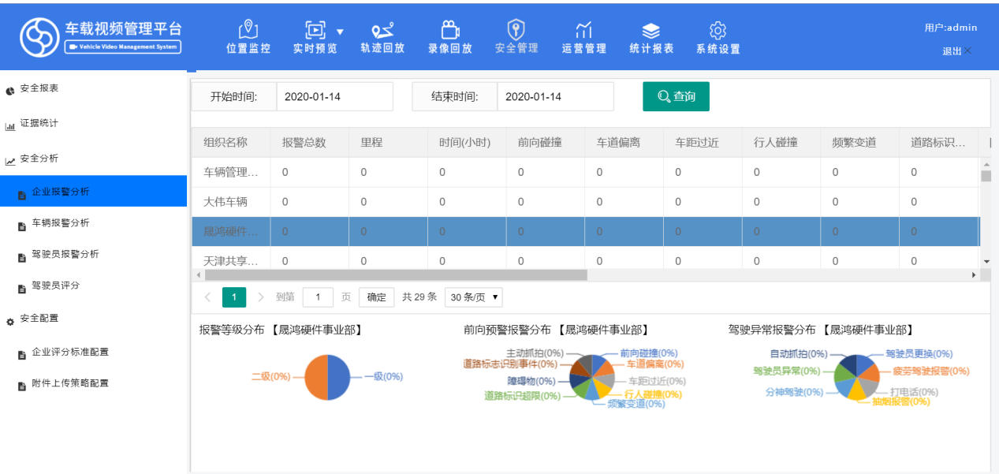 车载视频管理平台
Vehicle Video Management System
位置监控 实时预览 轨迹回放 录像回放 安全管理 运营管理 统计报表 系统设置
用户:admin
退出
安全报表
证据统计
安全分析
企业报警分析
车辆报警分析
驾驶员报警分析
驾驶员评分
安全配置
企业评分标准配置
附件上传策略配置
开始时间: 2020-01-14 结束时间: 2020-01-14 查询
组织名称 报警总数 里程 时间(小时) 前向碰撞 车道偏离 车距过近 行人碰撞 频繁变道 道路标识...
车辆管理... 0 0 0 0 0 0 0 0 0
大伟车辆 0 0 0 0 0 0 0 0 0
晟鸿硬件... 0 0 0 0 0 0 0 0 0
天津共享... 0 0 0 0 0 0 0 0 0
1 到第 1 页 确定 共 29 条 30 条/页
报警等级分布 【晟鸿硬件事业部】
二级(0%)
一级(0%)
前向预警报警分布 【晟鸿硬件事业部】
主动抓拍(0%)
前向碰撞(0%)
道路标志识别事件(0%)
车道偏离(0%)
障碍物(0%)
车距过近(0%)
道路标识超限(0%)
行人碰撞(0%)
频繁变道(0%)
驾驶异常报警分布 【晟鸿硬件事业部】
自动抓拍(0%)
驾驶员更换(0%)
驾驶员异常(0%)
疲劳驾驶报警(0%)
分神驾驶(0%)
打电话(0%)
抽烟报警(0%)